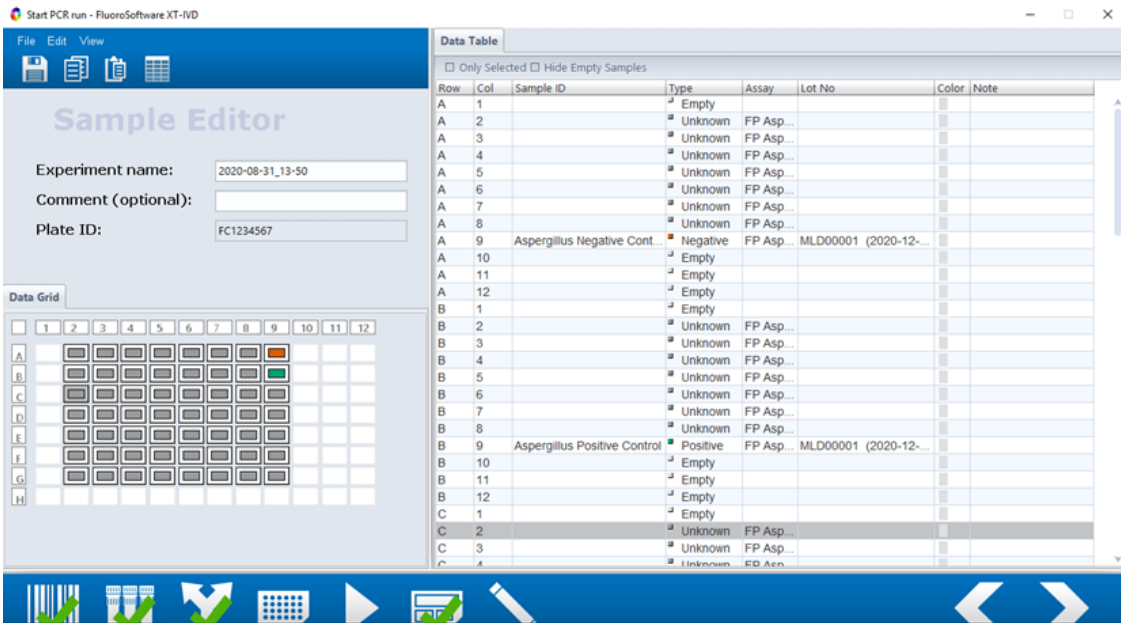 Start PCR run - FluoroSoftware XT-IVD
File Edit View
Sample Editor
Experiment name: 2020-08-31_13-50
Comment (optional):
Plate ID: FC1234567
Data Grid
1 2 3 4 5 6 7 8 9 10 11 12
A
B
C
D
E
F
G
H
Data Table
Only Selected Hide Empty Samples
Row Col Sample ID Type Assay Lot No Color Note
A 1 Empty
A 2 Unknown FP Asp...
A 3 Unknown FP Asp...
A 4 Unknown FP Asp...
A 5 Unknown FP Asp...
A 6 Unknown FP Asp...
A 7 Unknown FP Asp...
A 8 Unknown FP Asp...
A 9 Aspergillus Negative Cont... Negative FP Asp... MLD00001 (2020-12-...
A 10 Empty
A 11 Empty
A 12 Empty
B 1 Empty
B 2 Unknown FP Asp...
B 3 Unknown FP Asp...
B 4 Unknown FP Asp...
B 5 Unknown FP Asp...
B 6 Unknown FP Asp...
B 7 Unknown FP Asp...
B 8 Unknown FP Asp...
B 9 Aspergillus Positive Control Positive FP Asp... MLD00001 (2020-12-...
B 10 Empty
B 11 Empty
B 12 Empty
C 1 Empty
C 2 Unknown FP Asp...
C 3 Unknown FP Asp...
C 4 Unknown FP Asp...